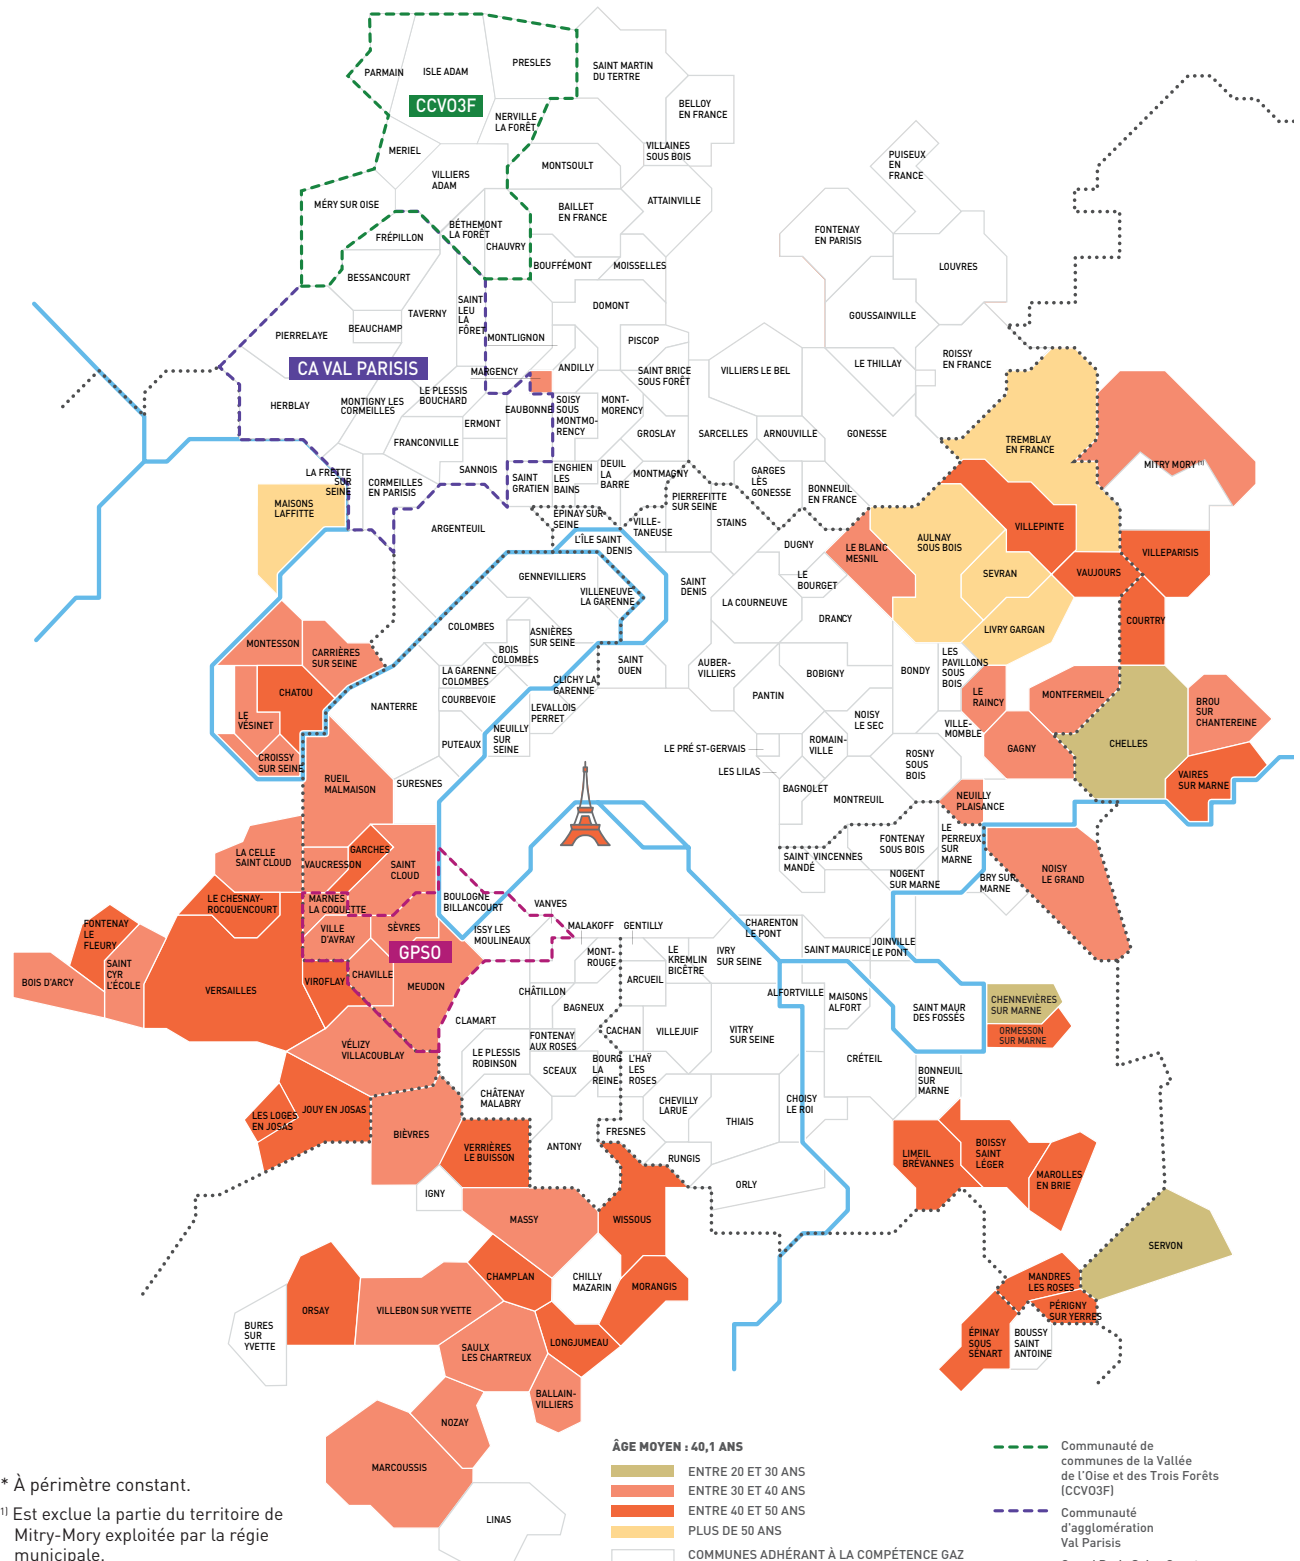 PARMAIN
ISLE ADAM
PRESLES
SAINT MARTIN
DU TERTRE
CCVO3F
BELLOY
EN FRANCE
NERVILLE
LA FORÊT
MERIEL
VILLAINES
SOUS BOIS
PUISEUX
EN
FRANCE
VILLIERS
ADAM
MONTSOULT
MÉRY SUR OISE
ATTAINVILLE
BAILLET
EN FRANCE
BÉTHEMONT
LA FORÊT
FRÉPILLON
CHAUVRY
FONTENAY
EN PARISIS
BESSANCOURT
BOUFFÉMONT
MOISSELLES
LOUVRES
SAINT
LEU
LA
FÔRET
TAVERNY
DOMONT
GOUSSAINVILLE
PIERRELAYE
BEAUCHAMP
MONTLIGNON
PISCOP
ROISSY
EN FRANCE
CA VAL PARISIS
MARGENCY
ANDILLY
SAINT BRICE
SOUS FORÊT
VILLIERS LE BEL
LE THILLAY
LE PLESSIS
BOUCHARD
HERBLAY
MONTIGNY LES
CORMEILLES
EAUBONNE
SOISY
SOUS
MONTMO-
RENCY
MONT-
MORENCY
ERMONT
FRANCONVILLE
GROSLAY
SARCELLES
ARNOUVILLE
GONESSE
TREMBLAY
EN FRANCE
MITRY MORY (1)
LA FRETTE
SUR
SEINE
SANNOIS
CORMEILLES
EN PARISIS
SAINT
GRATIEN
ENGHIEN
LES
BAINS
DEUIL
LA
BARRE
MONTMAGNY
GARGES
LÈS
GONESSE
BONNEUIL
EN FRANCE
MAISONS
LAFFITTE
PIERREFITTE
SUR SEINE
ARGENTEUIL
EPINAY SUR
SEINE
VILLE-
TANEUSE
STAINS
VILLEPINTE
L'ÎLE SAINT
DENIS
DUGNY
LE BLANC
MESNIL
AULNAY
SOUS BOIS
VILLEPARISIS
GENNEVILLIERS
VILLENEUVE
LA GARENNE
SAINT
DENIS
LE
BOURGET
SEVRAN
VAUJOURS
LA COURNEUVE
DRANCY
COURTRY
COLOMBES
ASNIÈRES
SUR SEINE
LIVRY GARGAN
MONTESSON
CARRIÈRES
SUR SEINE
BOIS
COLOMBES
LA GARENNE
COLOMBES
SAINT
OUEN
AUBER-
VILLIERS
BOBIGNY
BONDY
LES
PAVILLONS
SOUS
BOIS
CHATOU
NANTERRE
COURBEVOIE
CLICHY LA
GARENNE
LEVALLOIS
PERRET
PANTIN
LE
RAINCY
MONTFERMEIL
BROU
SUR
CHANTEREINE
LE
VÉSINET
NOISY
LE SEC
VILLE-
MOMBLE
CROISSY
SUR SEINE
PUTEAUX
NEUILLY
SUR
SEINE
LE PRÉ ST-GERVAIS
ROMAIN-
VILLE
ROSNY
SOUS
BOIS
GAGNY
CHELLES
RUEIL
MALMAISON
SURESNES
LES LILAS
BAGNOLET
MONTREUIL
NEUILLY
PLAISANCE
VAIRES
SUR MARNE
LA CELLE
SAINT CLOUD
GARCHES
VAUCRESSON
SAINT
CLOUD
FONTENAY
SOUS BOIS
LE
PERREUX
SUR
MARNE
SAINT
MANDÉ
VINCENNES
NOGENT
SUR MARNE
BRY SUR
MARNE
NOISY
LE GRAND
LE CHESNAY-
ROCQUENCOURT
MARNES
LA COQUETTE
BOULOGNE
BILLANCOURT
VANVES
FONTENAY
LE
FLEURY
VILLE
D'AVRAY
SÈVRES
ISSY LES
MOULINEAUX
MALAKOFF
GENTILLY
CHARENTON
LE PONT
GPSO
SAINT MAURICE
JOINVILLE
LE PONT
SAINT
CYR
L'ÉCOLE
BOIS D'ARCY
VERSAILLES
VIROFLAY
CHAVILLE
MEUDON
MONT-
ROUGE
LE
KREMLIN
BICÊTRE
IVRY
SUR SEINE
ARCUEIL
CHÂTILLON
ALFORTVILLE
MAISONS
ALFORT
SAINT MAUR
DES FOSSÉS
CHENNEVIÈRES
SUR MARNE
BAGNEUX
CLAMART
ORMESSON
SUR MARNE
VÉLIZY
VILLACOUBLAY
FONTENAY
AUX ROSES
CACHAN
VILLEJUIF
VITRY
SUR SEINE
LE PLESSIS
ROBINSON
SCEAUX
BOURG
LA
REINE
L'HAŸ
LES
ROSES
CRÉTEIL
BONNEUIL
SUR
MARNE
CHÂTENAY
MALABRY
CHEVILLY
LARUE
CHOISY
LE ROI
LES LOGES
EN JOSAS
JOUY EN JOSAS
THIAIS
BIÈVRES
VERRIÈRES
LE BUISSON
ANTONY
FRESNES
RUNGIS
LIMEIL
BRÉVANNES
BOISSY
SAINT
LÉGER
MAROLLES
EN BRIE
IGNY
ORLY
MASSY
WISSOUS
SERVON
CHAMPLAN
CHILLY
MAZARIN
MORANGIS
MANDRES
LES ROSES
ORSAY
VILLEBON SUR YVETTE
PÉRIGNY
SUR YERRES
BURES
SUR
YVETTE
SAULX
LES CHARTREUX
LONGJUMEAU
ÉPINAY
SOUS
SÉNART
BOUSSY
SAINT
ANTOINE
BALLAIN-
VILLIERS
NOZAY
MARCOUSSIS
LINAS
* À périmètre constant.
1) Est exclue la partie du territoire de
Mitry-Mory exploitée par la régie
municipale.
ÂGE MOYEN : 40,1 ANS
ENTRE 20 ET 30 ANS
ENTRE 30 ET 40 ANS
ENTRE 40 ET 50 ANS
PLUS DE 50 ANS
COMMUNES ADHÉRANT À LA COMPÉTENCE GAZ
Communauté de
communes de la Vallée
de l'Oise et des Trois Forêts
(CCVO3F)
Communauté
d'agglomération
Val Parisis